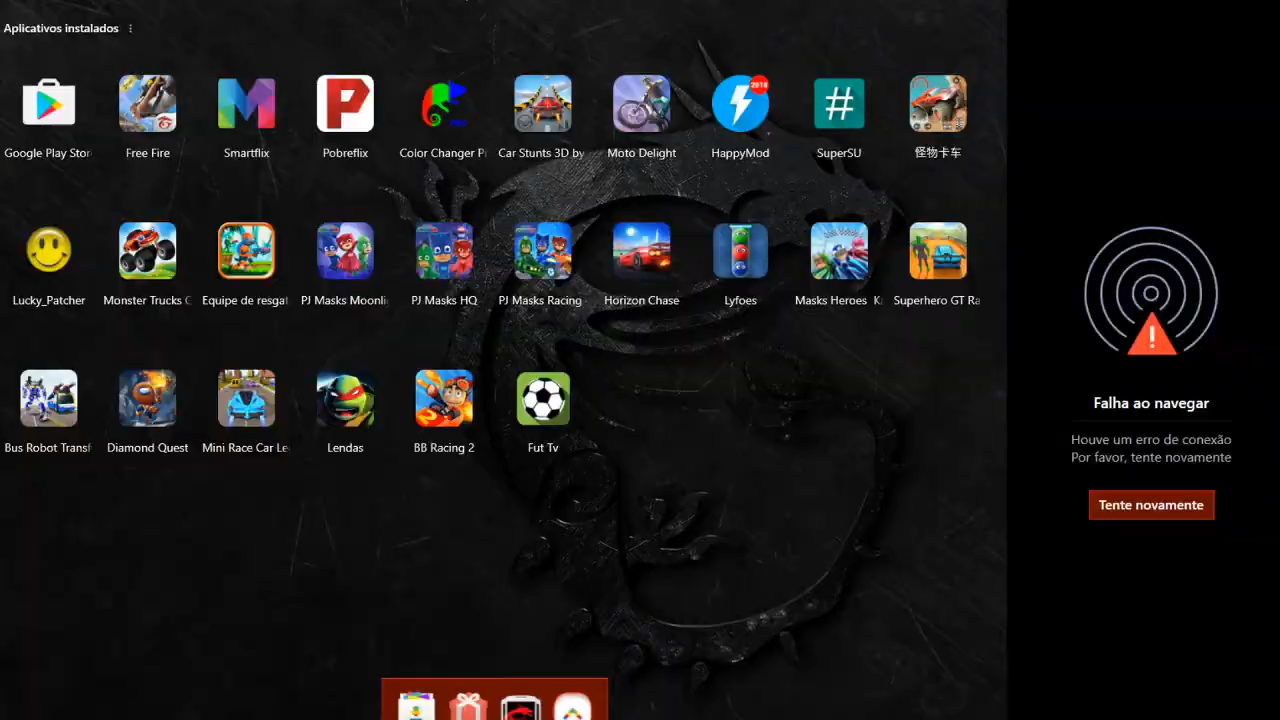 Aplicativos instalados
Google Play Stor
Free Fire
Smartflix
Pobreflix
Color Changer P
Car Stunts 3D by
Moto Delight
2018
HappyMod
#
SuperSU
怪物卡车
Lucky_Patcher
Monster Trucks
Equipe de resgat
PJ Masks Moonli
PJ Masks HQ
PJ Masks Racing
Horizon Chase
Lyfoes
Masks Heroes K
Superhero GT Ra
Bus Robot Transf
Diamond Quest
Mini Race Car Le
Lendas
BB Racing 2
Fut Tv
Falha ao navegar
Houve um erro de conexão
Por favor, tente novamente
Tente novamente